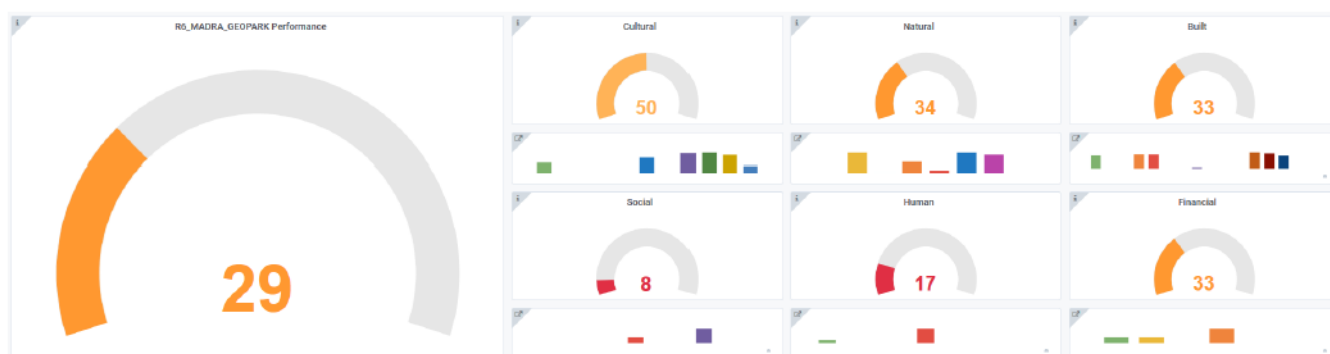 R6_MADRA_GEOPARK Performance
29
Cultural
50
Natural
34
Built
33
Social
8
Human
17
Financial
33